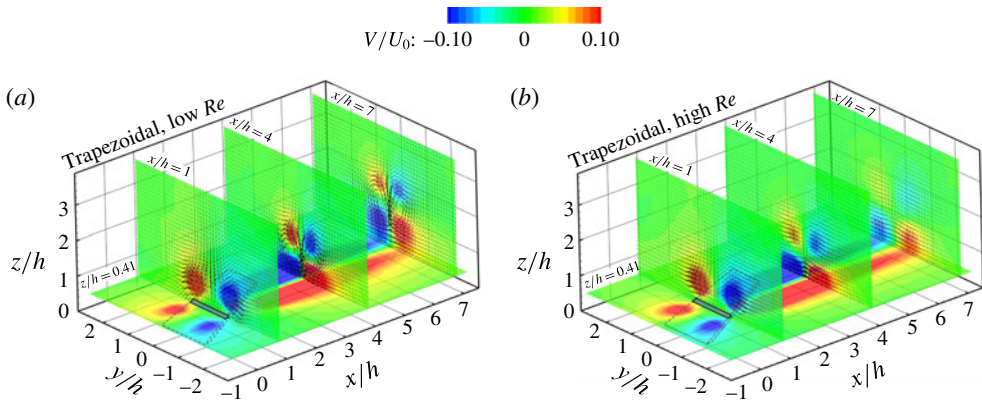 V/U₀: –0.10 0 0.10
(a)
Trapezoidal, low Re
x/h = 1
x/h = 4
x/h = 7
z/h = 0.41
z/h
3
2
1
0
y/h
2
1
0
–1
–2
x/h
–1
0
1
2
3
4
5
6
7
(b)
Trapezoidal, high Re
x/h = 1
x/h = 4
x/h = 7
z/h = 0.41
z/h
3
2
1
0
y/h
2
1
0
–1
–2
x/h
–1
0
1
2
3
4
5
6
7